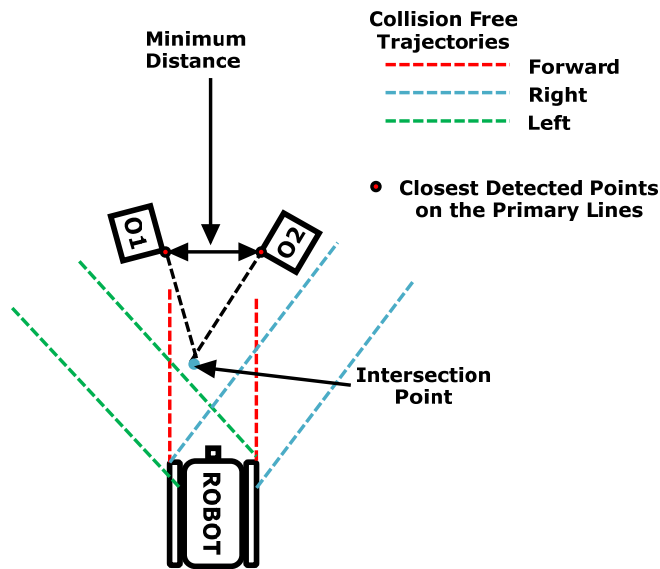 Collision Free
Trajectories
Forward
Right
Left
Minimum
Distance
Closest Detected Points
on the Primary Lines
O1
O2
Intersection
Point
ROBOT